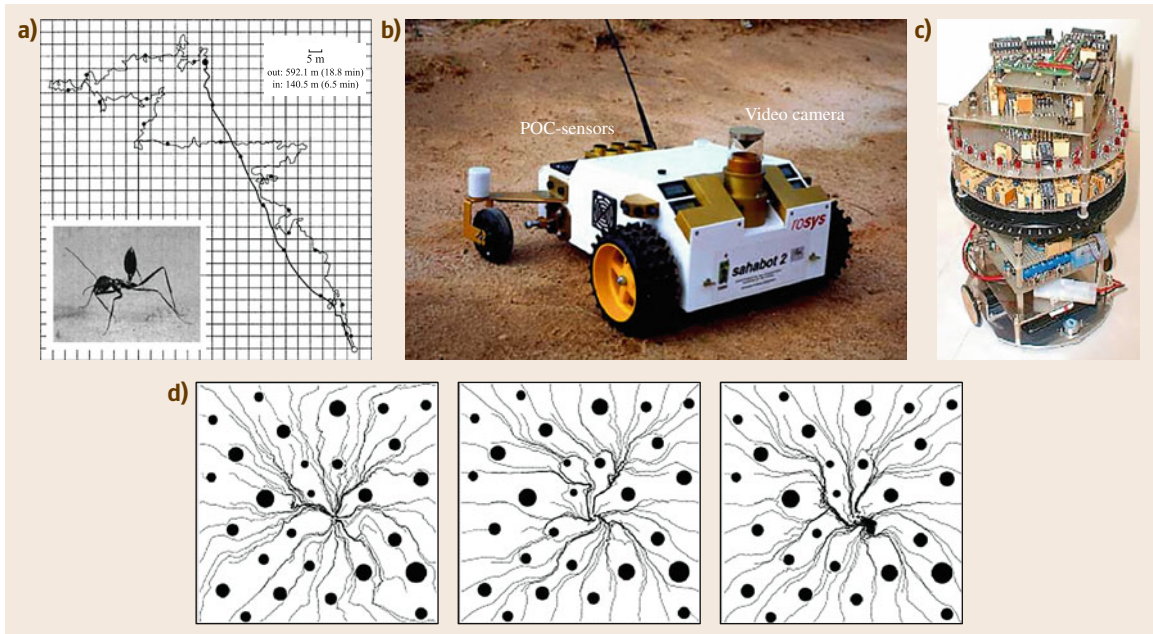 a)
5 m
out: 592.1 m (18.8 min)
in: 140.5 m (6.5 min)
b)
POC-sensors
Video camera
rosys
sahabot 2
c)
d)